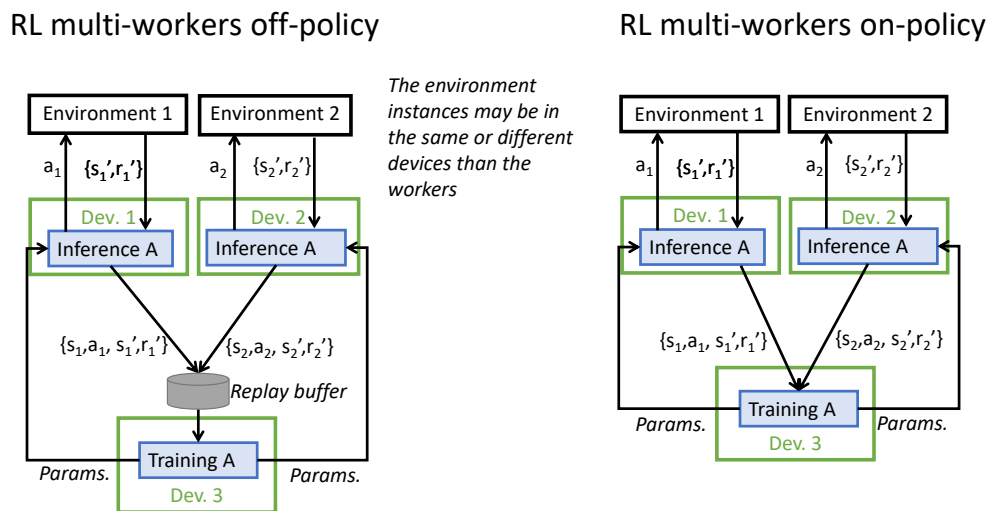 RL multi-workers off-policy
Environment 1
Environment 2
a₁
{s₁',r₁'}
a₂
{s₂',r₂'}
Dev. 1
Dev. 2
Inference A
Inference A
{s₁,a₁, s₁',r₁'}
{s₂,a₂, s₂',r₂'}
Replay buffer
Training A
Params.
Params.
Dev. 3
The environment
instances may be in
the same or different
devices than the
workers
RL multi-workers on-policy
Environment 1
Environment 2
a₁
{s₁',r₁'}
a₂
{s₂',r₂'}
Dev. 1
Dev. 2
Inference A
Inference A
{s₁,a₁, s₁',r₁'}
{s₂,a₂, s₂',r₂'}
Training A
Params.
Params.
Dev. 3